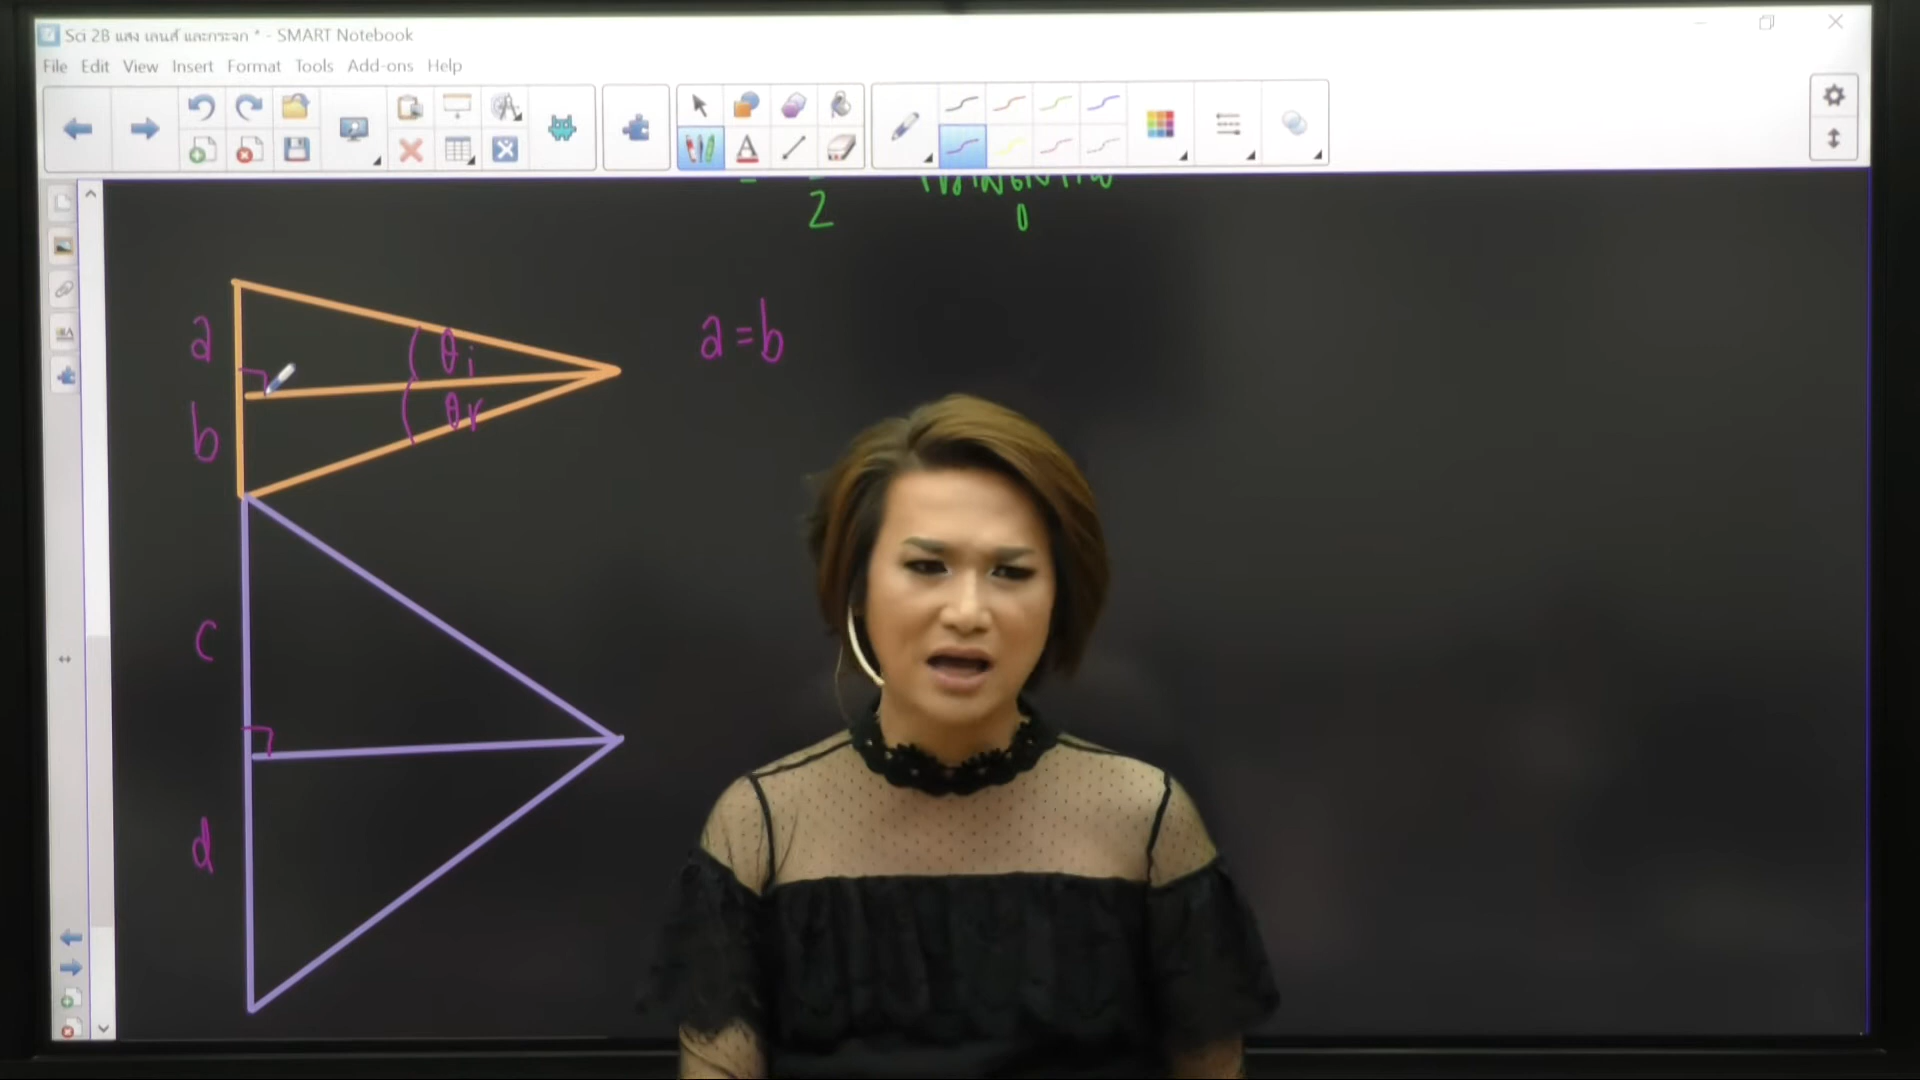 Sci 2B แสง เลนส์ และกระจก * - SMART Notebook
File Edit View Insert Format Tools Add-ons Help
2
a
θi
a = b
b
θr
c
d